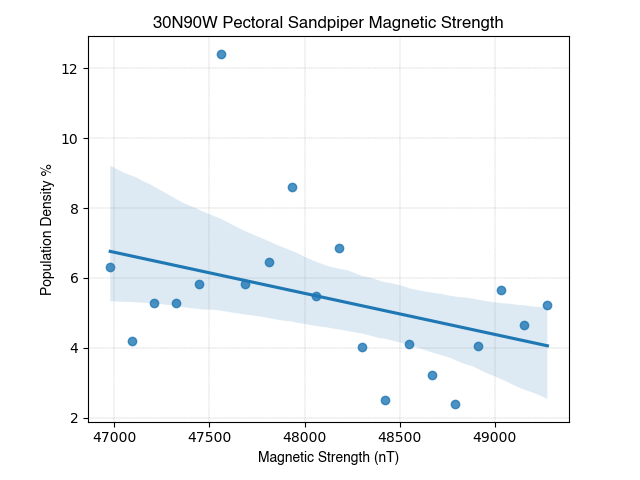 30N90W Pectoral Sandpiper Magnetic Strength
12
10
8
6
4
2
Population Density %
47000 47500 48000 48500 49000
Magnetic Strength (nT)